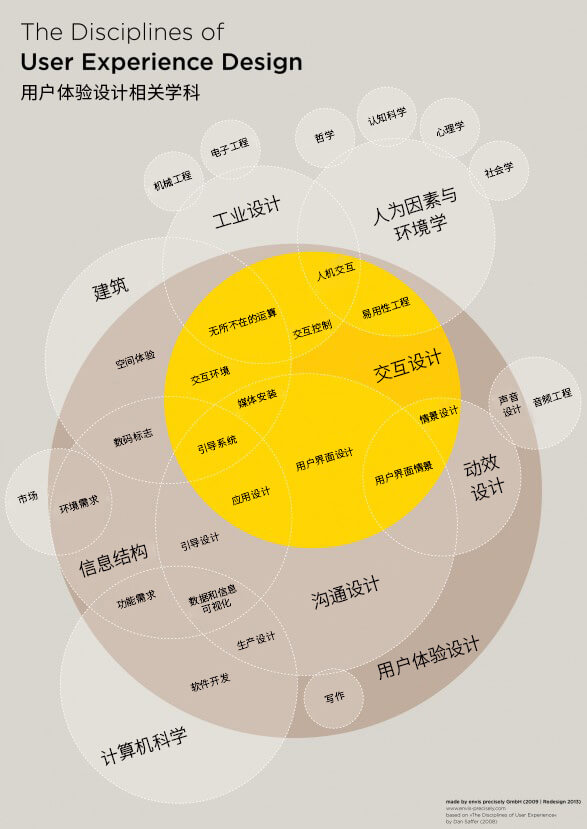 The Disciplines of
User Experience Design
用户体验设计相关学科
认知科学
哲学
心理学
电子工程
社会学
机械工程
工业设计
人为因素与
环境学
人机交互
建筑
易用性工程
无所不在的运算
交互控制
空间体验
交互设计
交互环境
媒体安装
声音
设计
音频工程
情景设计
数码标志
引导系统
用户界面设计
用户界面情景
动效
设计
市场
环境需求
应用设计
引导设计
信息结构
功能需求
数据和信息
可视化
沟通设计
生产设计
用户体验设计
软件开发
写作
计算机科学
made by envis precisely GmbH (2009 | Redesign 2013)
www.envis-precisely.com
based on »The Disciplines of User Experience«
by Dan Saffer (2008)